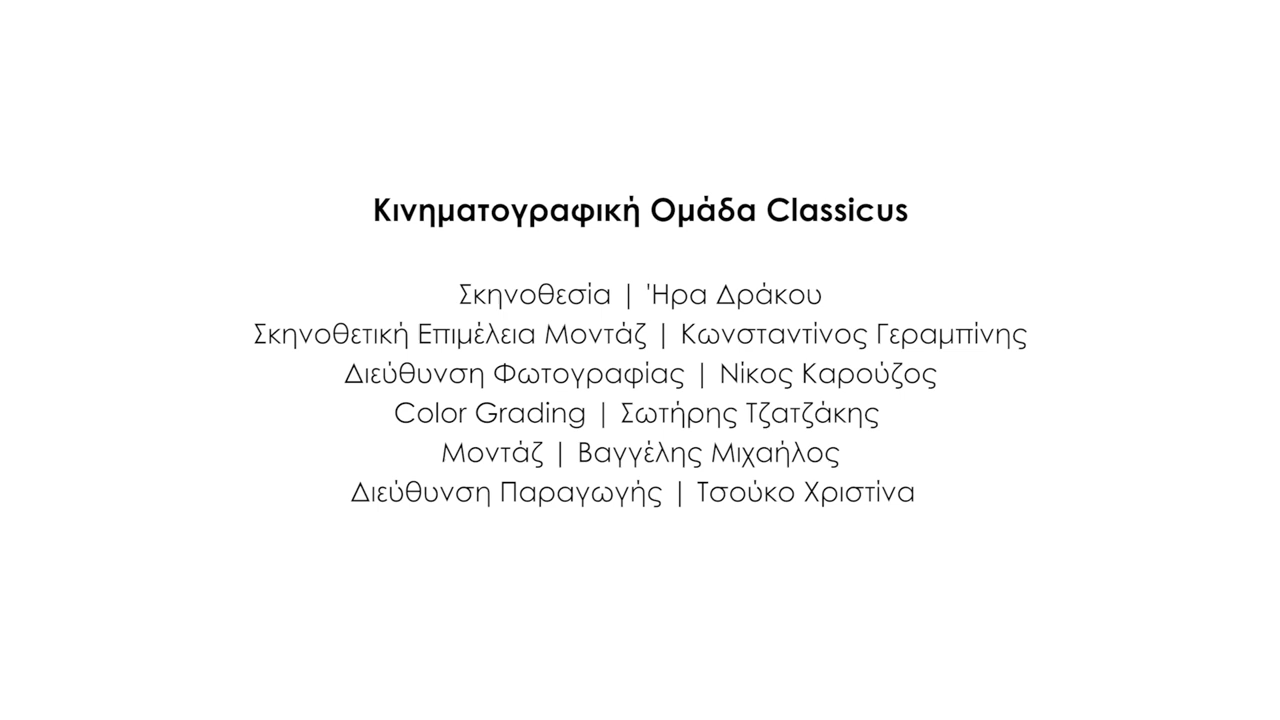 Κινηματογραφική Ομάδα Classicus
Σκηνοθεσία | 'Ηρα Δράκου
Σκηνοθετική Επιμέλεια Μοντάζ | Κωνσταντίνος Γεραμπίνης
Διεύθυνση Φωτογραφίας | Νίκος Καρούζος
Color Grading | Σωτήρης Τζατζάκης
Μοντάζ | Βαγγέλης Μιχαήλος
Διεύθυνση Παραγωγής | Τσούκο Χριστίνα